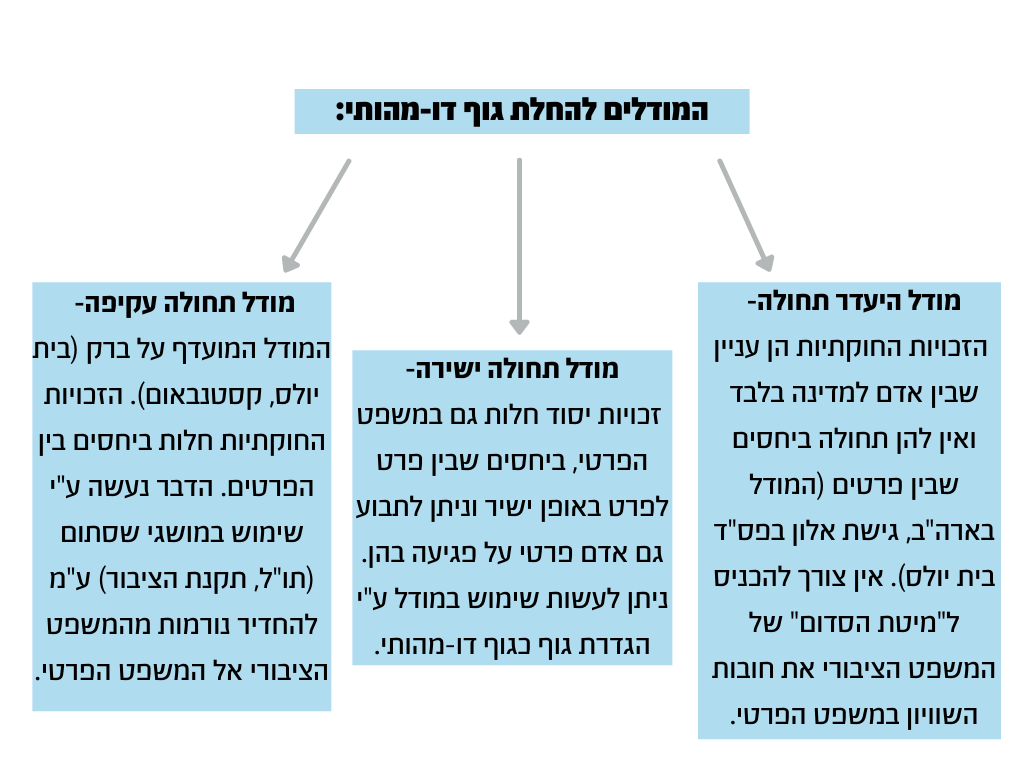 המודלים להחלת גוף דו-מהותי:
מודל היעדר תחולה-
הזכויות החוקתיות הן עניין
שבין אדם למדינה בלבד
ואין להן תחולה ביחסים
שבין פרטים (המודל
בארה"ב, גישת אלון בפס"ד
בית יולס). אין צורך להכניס
ל"מיטת הסדום" של
המשפט הציבורי את חובות
השוויון במשפט הפרטי.
מודל תחולה ישירה-
זכויות יסוד חלות גם במשפט
הפרטי, ביחסים שבין פרט
לפרט באופן ישיר וניתן לתבוע
גם אדם פרטי על פגיעה בהן.
ניתן לעשות שימוש במודל ע"י
הגדרת גוף כגוף דו-מהותי.
מודל תחולה עקיפה-
המודל המועדף על ברק (בית
יולס, קסטנבאום). הזכויות
החוקתיות חלות ביחסים בין
הפרטים. הדבר נעשה ע"י
שימוש במושגי שסתום
(תו"ל, תקנת הציבור) ע"מ
להחדיר נורמות מהמשפט
הציבורי אל המשפט הפרטי.